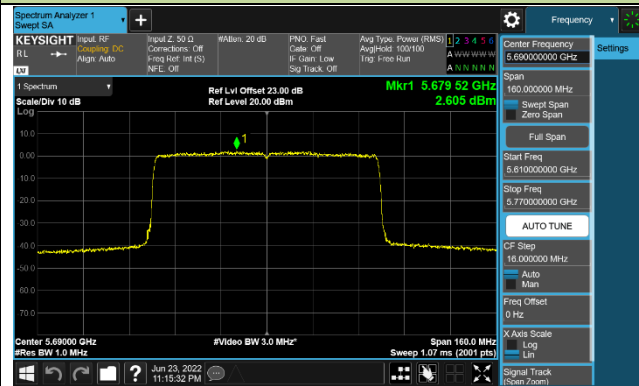 Spectrum Analyzer 1
Swept SA
Frequency
KEYSIGHT
RL
LXI
Input: RF
Coupling: DC
Align: Auto
Input Z: 50 Ω
Corrections: Off
Freq Ref: Int (S)
NFE: Off
#Atten: 20 dB
PNO: Fast
Gate: Off
IF Gain: Low
Sig Track: Off
Avg Type: Power (RMS)
Avg|Hold: 100/100
Trig: Free Run
1 2 3 4 5 6
A W W W W W
A N N N N N
1 Spectrum
Scale/Div 10 dB
Log
Ref Lvl Offset 23.00 dB
Ref Level 20.00 dBm
Mkr1 5.679 52 GHz
2.605 dBm
1
10.0
0.00
-10.0
-20.0
-30.0
-40.0
-50.0
-60.0
-70.0
Center 5.69000 GHz
#Res BW 1.0 MHz
#Video BW 3.0 MHz*
Span 160.0 MHz
Sweep 1.07 ms (2001 pts)
Jun 23, 2022
11:15:32 PM
Center Frequency
5.690000000 GHz
Settings
Span
160.000000 MHz
Swept Span
Zero Span
Full Span
Start Freq
5.610000000 GHz
Stop Freq
5.770000000 GHz
AUTO TUNE
CF Step
16.000000 MHz
Auto
Man
Freq Offset
0 Hz
X Axis Scale
Log
Lin
Signal Track
(Span Zoom)